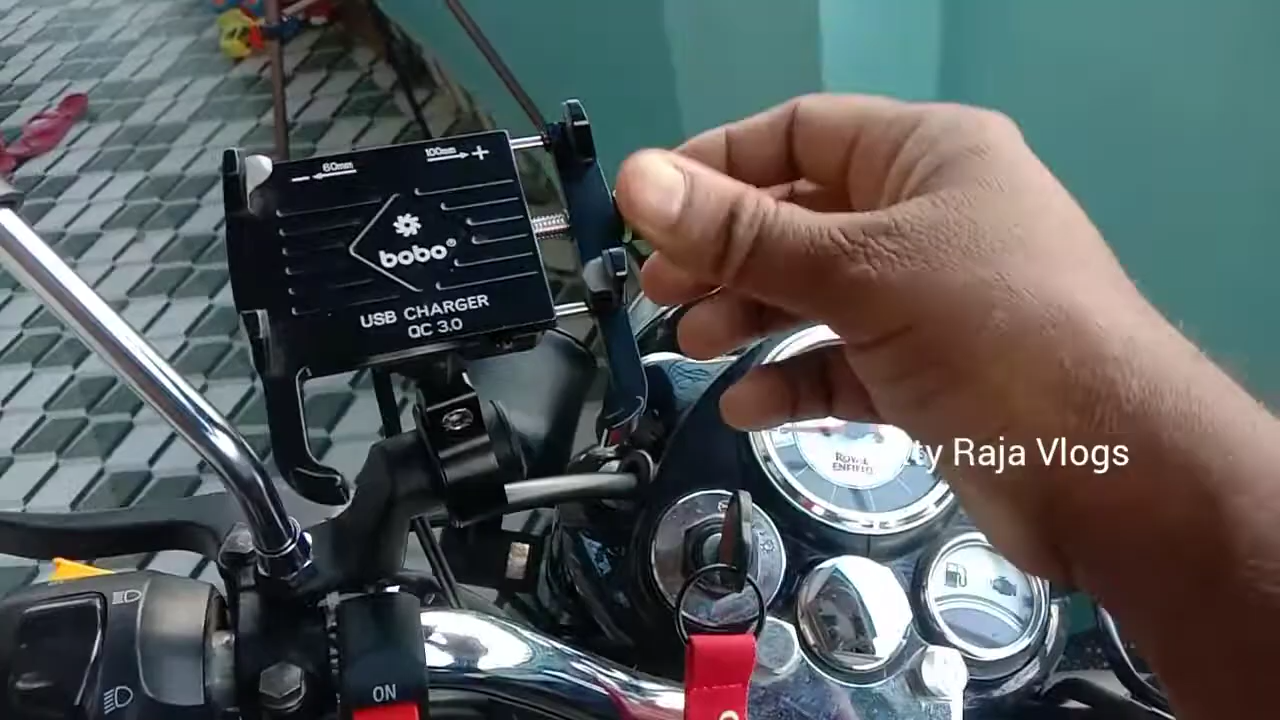 60mm
100mm
bobo®
USB CHARGER
QC 3.0
ROYAL
ENFIELD
ty Raja Vlogs
ON